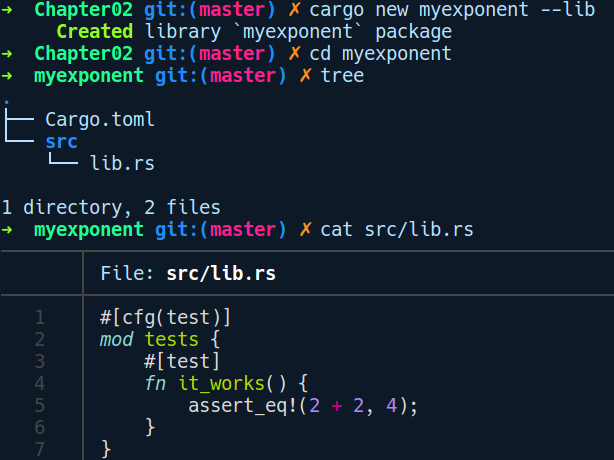 ➜  Chapter02 git:(master) ✗ cargo new myexponent --lib
     Created library `myexponent` package
➜  Chapter02 git:(master) ✗ cd myexponent
➜  myexponent git:(master) ✗ tree
.
├── Cargo.toml
└── src
    └── lib.rs
1 directory, 2 files
➜  myexponent git:(master) ✗ cat src/lib.rs
File: src/lib.rs
1 #[cfg(test)]
2 mod tests {
3     #[test]
4     fn it_works() {
5         assert_eq!(2 + 2, 4);
6     }
7 }